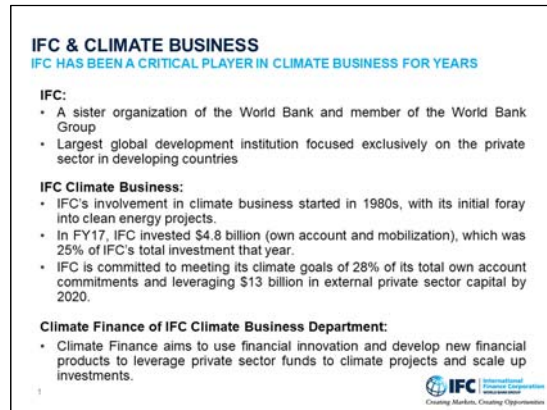 IFC & CLIMATE BUSINESS
IFC HAS BEEN A CRITICAL PLAYER IN CLIMATE BUSINESS FOR YEARS
IFC:
• A sister organization of the World Bank and member of the World Bank
Group
• Largest global development institution focused exclusively on the private
sector in developing countries
IFC Climate Business:
• IFC's involvement in climate business started in 1980s, with its initial foray
into clean energy projects.
• In FY17, IFC invested $4.8 billion (own account and mobilization), which was
25% of IFC's total investment that year.
• IFC is committed to meeting its climate goals of 28% of its total own account
commitments and leveraging $13 billion in external private sector capital by
2020.
Climate Finance of IFC Climate Business Department:
• Climate Finance aims to use financial innovation and develop new financial
products to leverage private sector funds to climate projects and scale up
investments.
1
IFC International
Finance Corporation
WORLD BANK GROUP
Creating Markets, Creating Opportunities